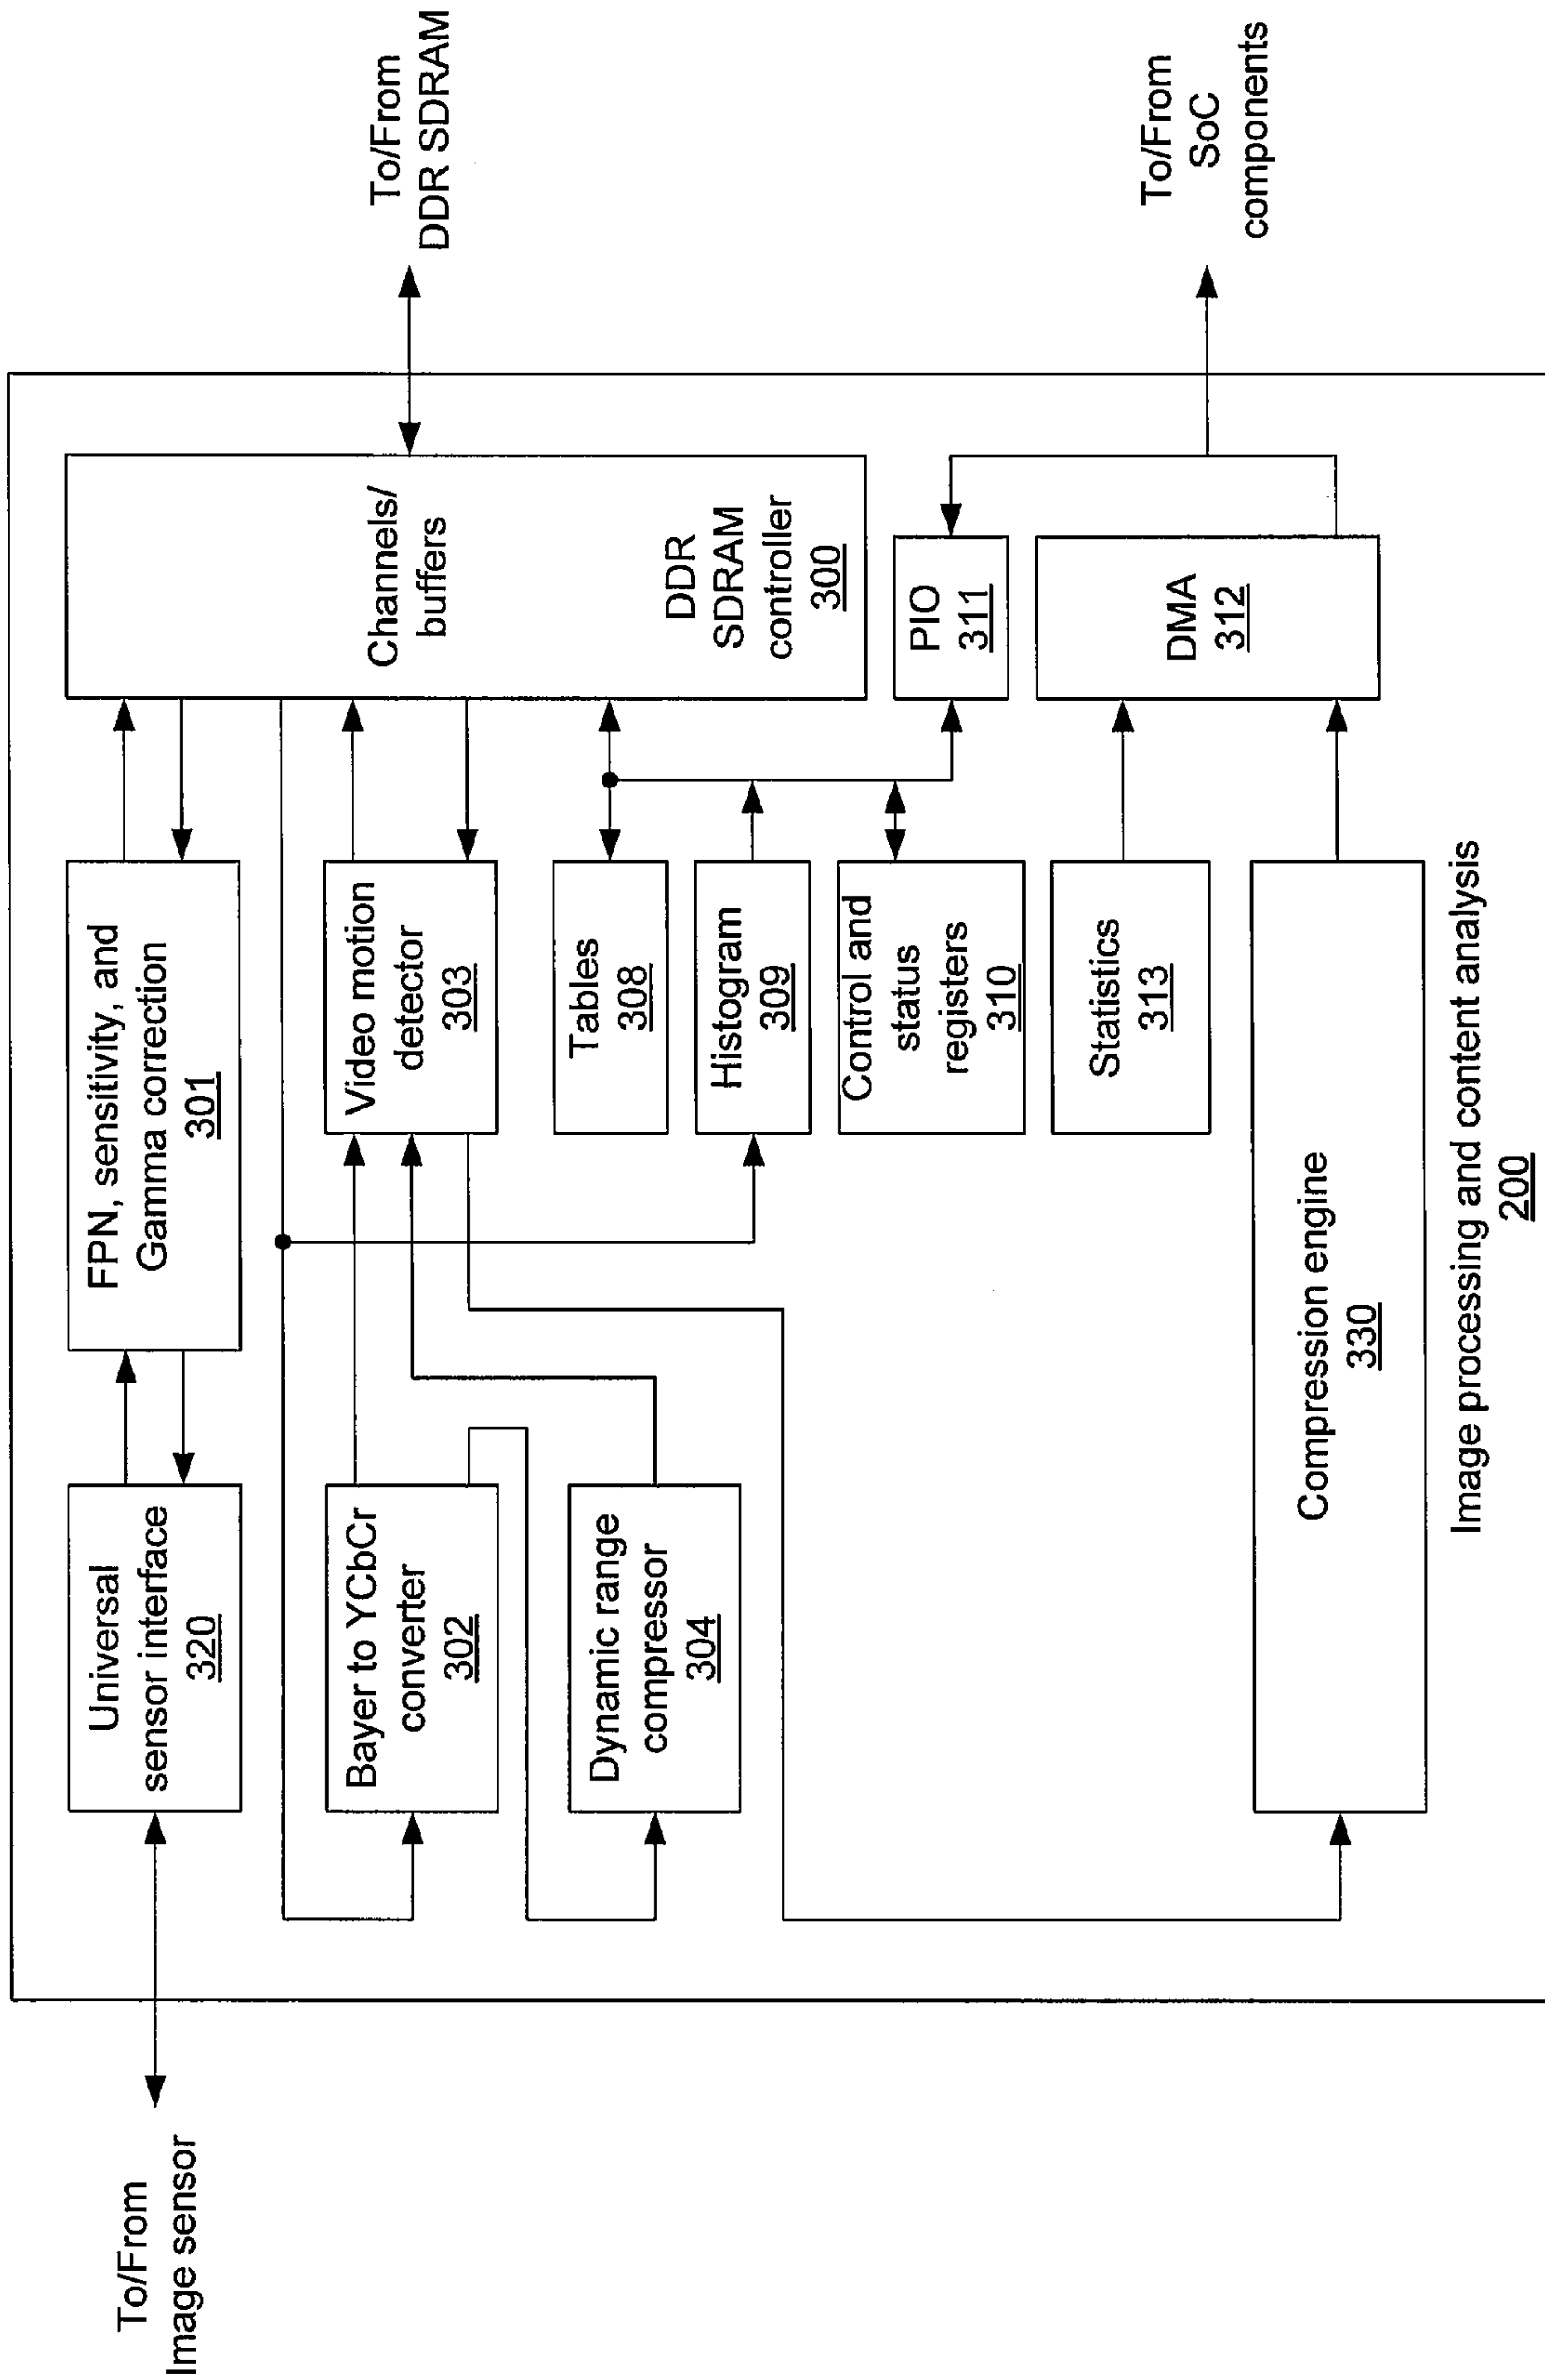 To/From
Image sensor
Universal
sensor interface
320
FPN, sensitivity, and
Gamma correction
301
Channels/
buffers
DDR
SDRAM
controller
300
To/From
DDR SDRAM
Bayer to YCbCr
converter
302
Video motion
detector
303
Dynamic range
compressor
304
Tables
308
Histogram
309
Control and
status
registers
310
PIO
311
Statistics
313
DMA
312
To/From
SoC
components
Compression engine
330
Image processing and content analysis
200